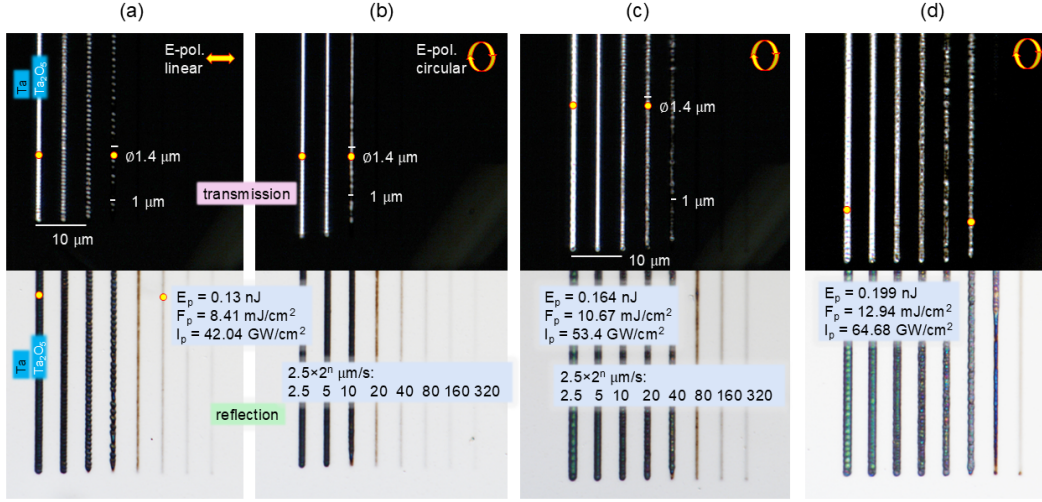 (a)
(b)
(c)
(d)
Ta
Ta₂O₅
E-pol.
linear
E-pol.
circular
Ø1.4 μm
1 μm
10 μm
transmission
Ø1.4 μm
1 μm
Ø1.4 μm
1 μm
10 μm
Ta
Ta₂O₅
Eₚ = 0.13 nJ
Fₚ = 8.41 mJ/cm²
Iₚ = 42.04 GW/cm²
2.5×2ⁿ μm/s:
2.5 5 10 20 40 80 160 320
reflection
Eₚ = 0.164 nJ
Fₚ = 10.67 mJ/cm²
Iₚ = 53.4 GW/cm²
2.5×2ⁿ μm/s:
2.5 5 10 20 40 80 160 320
Eₚ = 0.199 nJ
Fₚ = 12.94 mJ/cm²
Iₚ = 64.68 GW/cm²